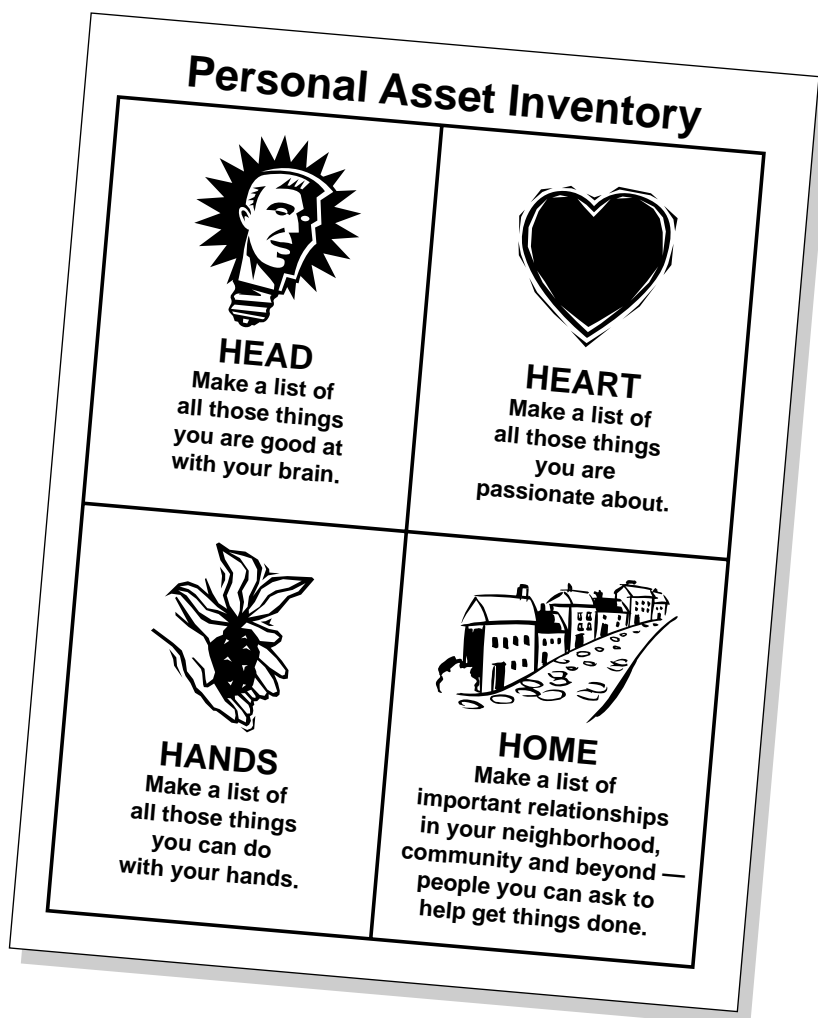 Personal Asset Inventory
HEAD
Make a list of
all those things
you are good at
with your brain.
HEART
Make a list of
all those things
you are
passionate about.
HANDS
Make a list of
all those things
you can do
with your hands.
HOME
Make a list of
important relationships
in your neighborhood,
community and beyond —
people you can ask to
help get things done.